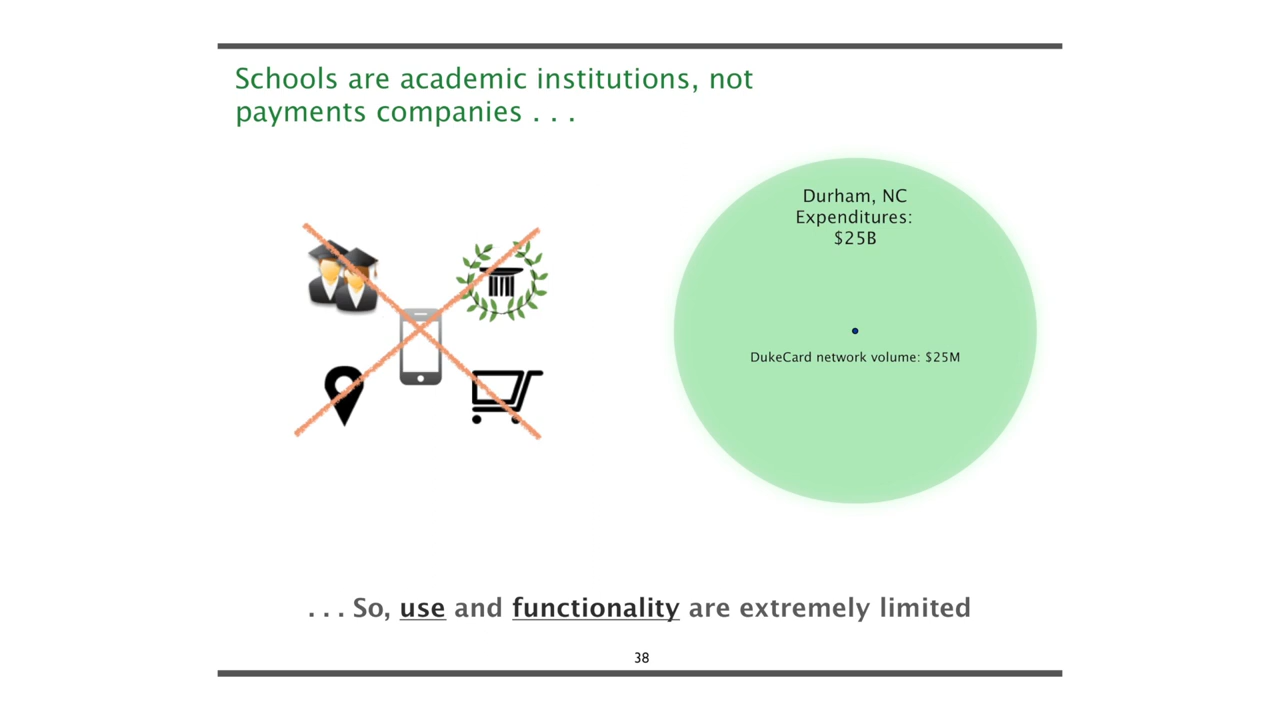 Schools are academic institutions, not
payments companies . . .
Durham, NC
Expenditures:
$25B
DukeCard network volume: $25M
. . . So, use and functionality are extremely limited
38